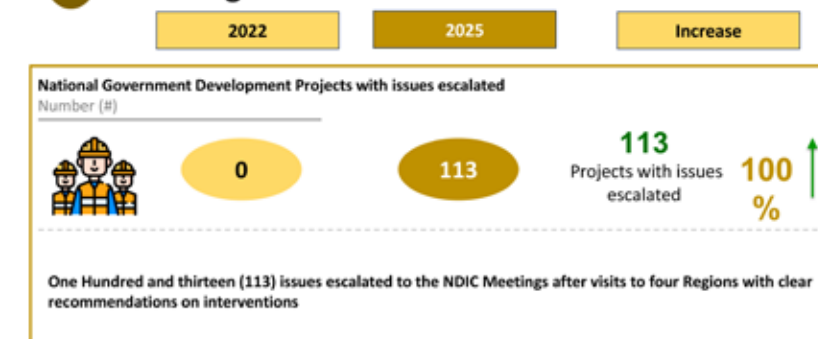 2022
2025
Increase
National Government Development Projects with issues escalated
Number (#)
0
113
113
Projects with issues
escalated
100
%
One Hundred and thirteen (113) issues escalated to the NDIC Meetings after visits to four Regions with clear
recommendations on interventions